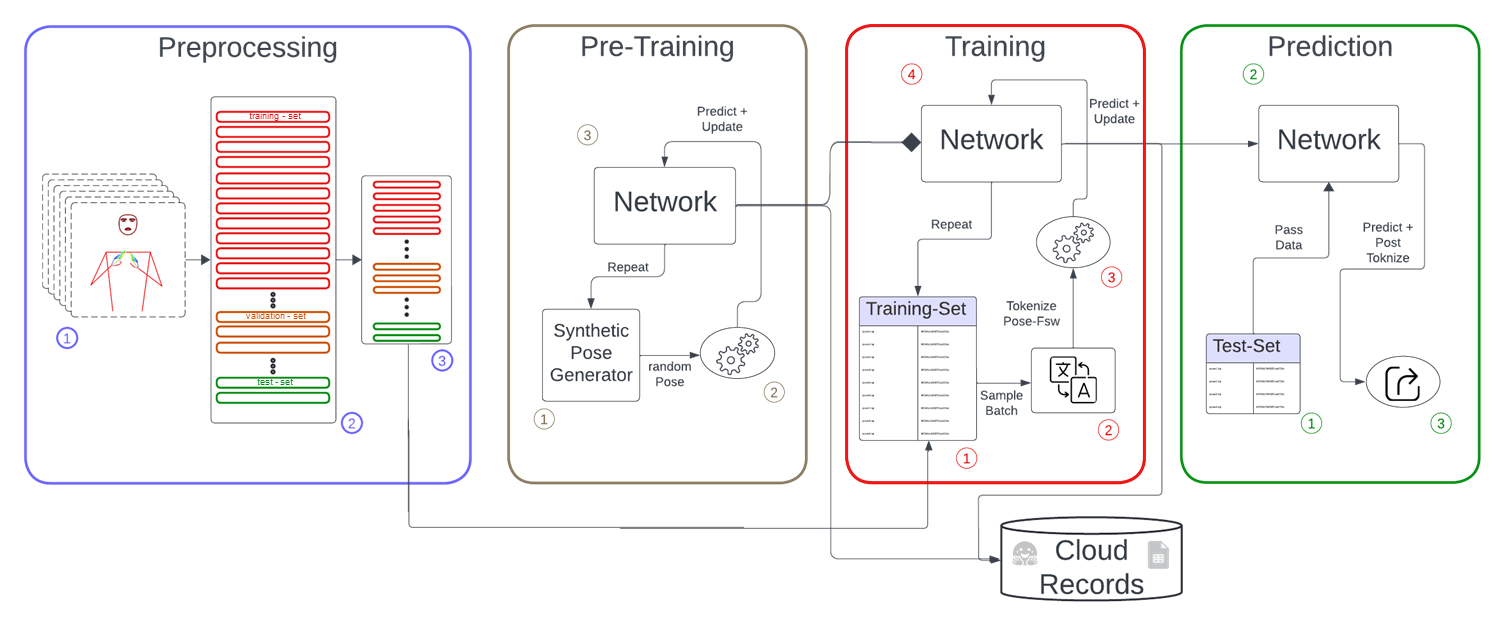 Preprocessing
training - set
validation - set
test - set
1
2
3
Pre-Training
3
Predict +
Update
Network
Repeat
Synthetic
Pose
Generator
random
Pose
1
2
Training
4
Predict +
Update
Network
Repeat
3
Training-Set
Tokenize
Pose-Fsw
Sample
Batch
1
2
Prediction
2
Network
Pass
Data
Predict +
Post
Toknize
Test-Set
1
3
文
A
Cloud
Records